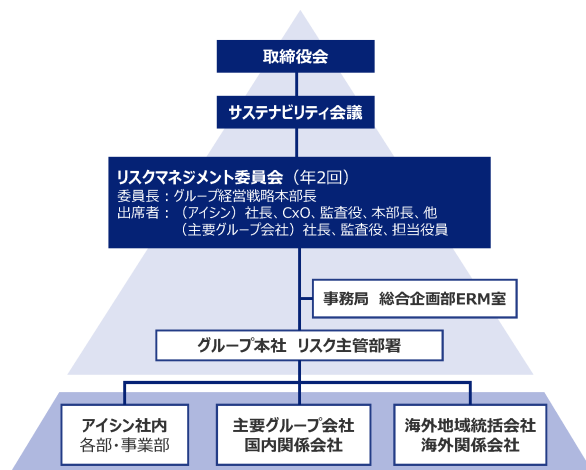 取締役会
サステナビリティ会議
リスクマネジメント委員会（年2回）
委員長：グループ経営戦略本部長
出席者：（アイシン）社長、CxO、監査役、本部長、他
（主要グループ会社）社長、監査役、担当役員
事務局 総合企画部ERM室
グループ本社 リスク主管部署
アイシン社内
各部・事業部
主要グループ会社
国内関係会社
海外地域統括会社
海外関係会社